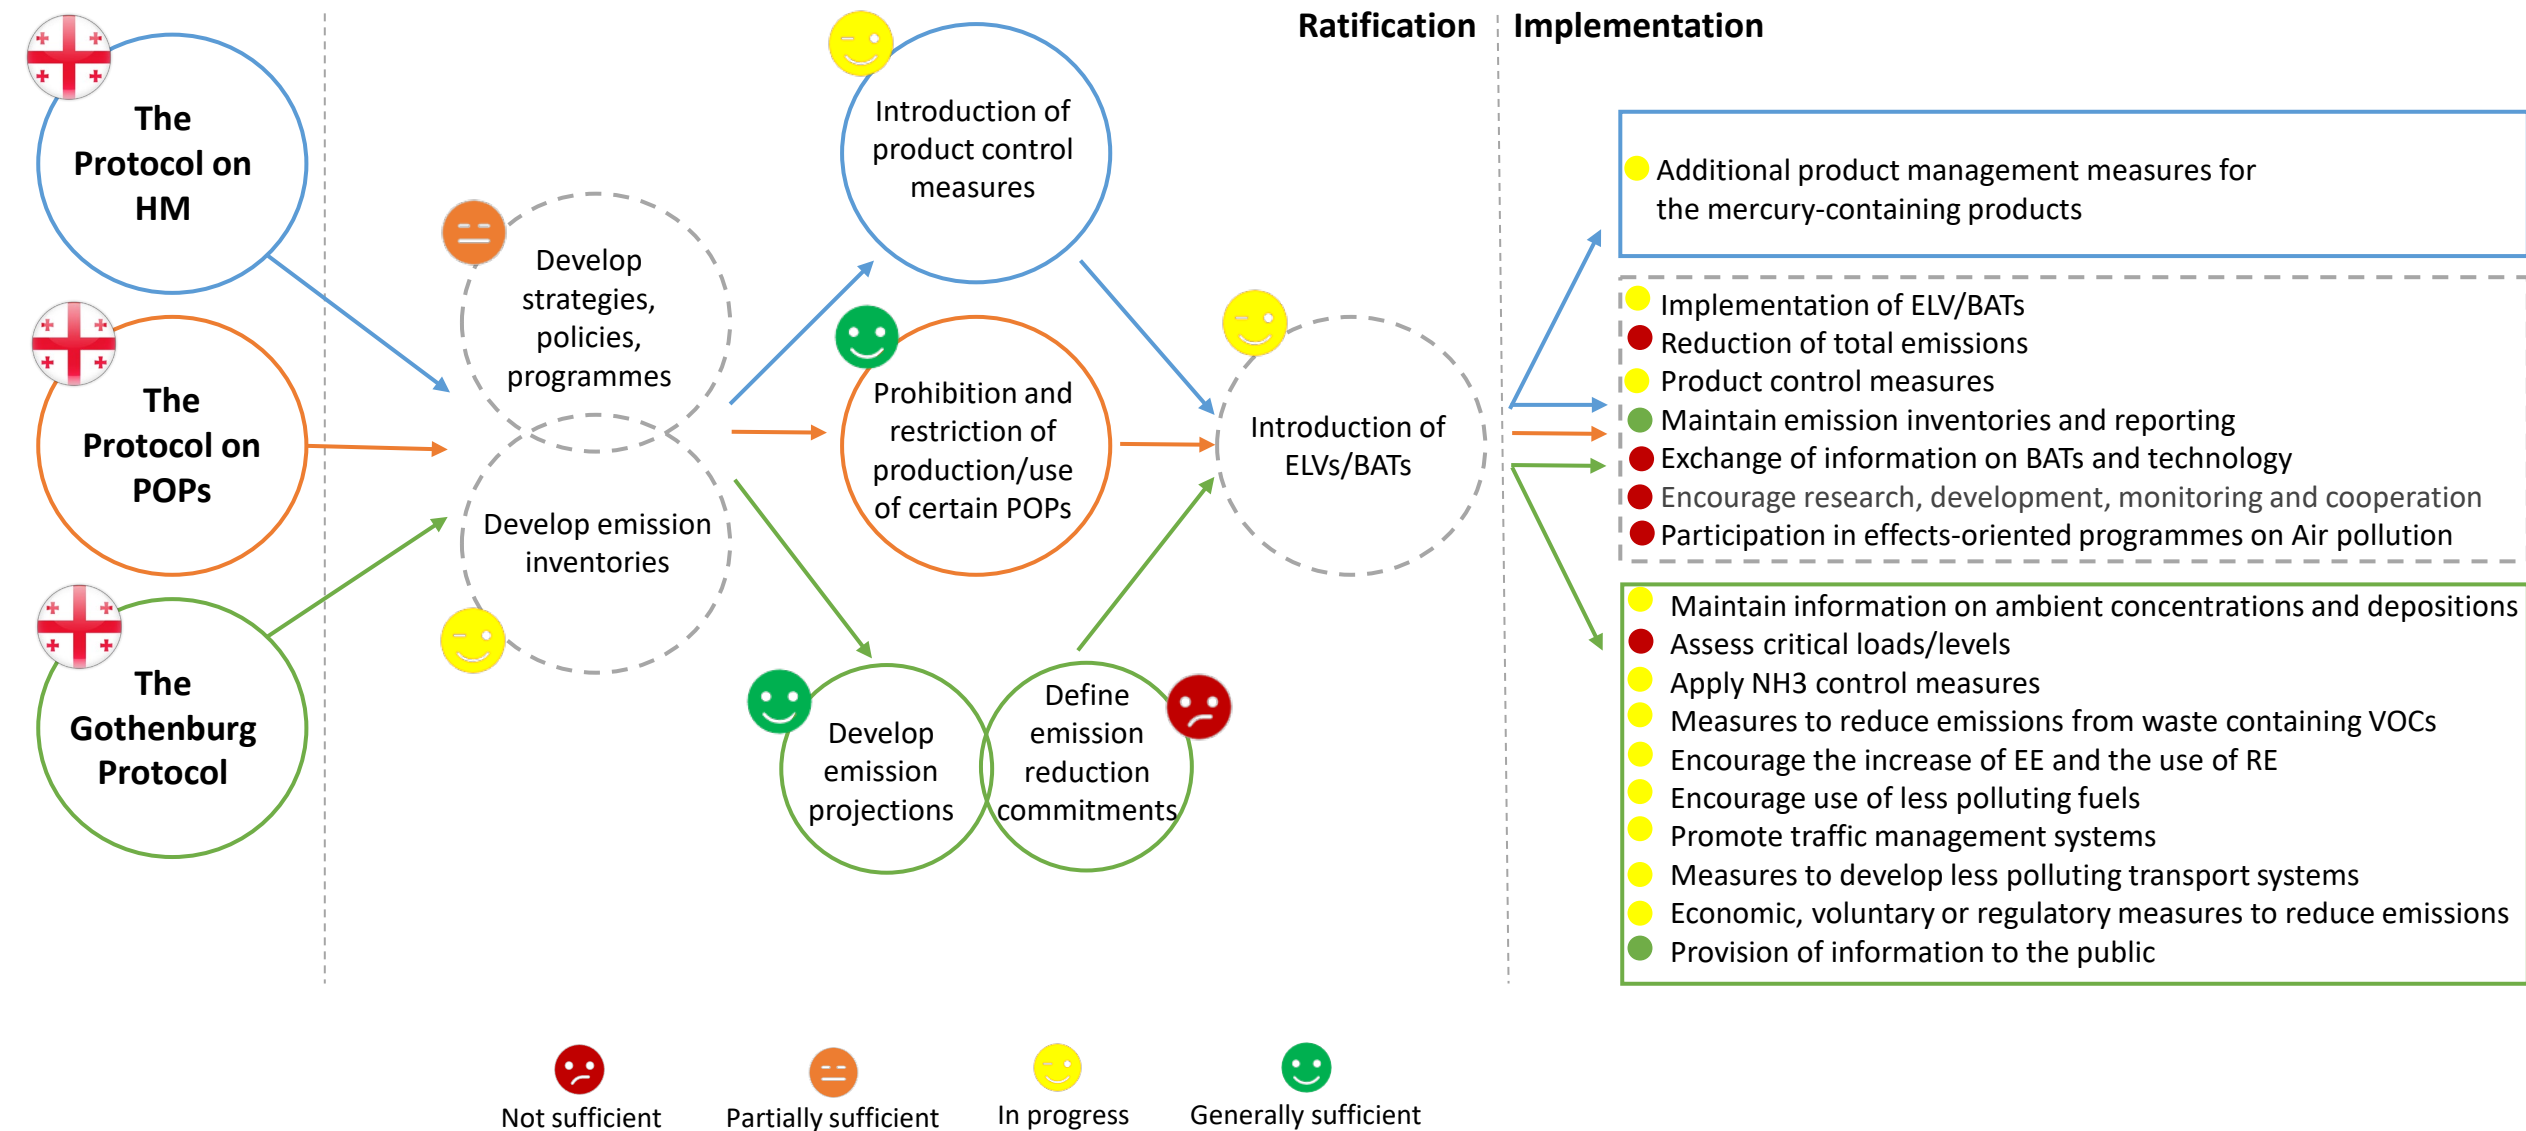 Ratification
Implementation
The
Protocol on
HM
The
Protocol on
POPs
The
Gothenburg
Protocol
Develop
strategies,
policies,
programmes
Develop emission
inventories
Introduction of
product control
measures
Prohibition and
restriction of
production/use
of certain POPs
Develop
emission
projections
Define
emission
reduction
commitments
Introduction of
ELVs/BATs
Additional product management measures for
the mercury-containing products
Implementation of ELV/BATs
Reduction of total emissions
Product control measures
Maintain emission inventories and reporting
Exchange of information on BATs and technology
Encourage research, development, monitoring and cooperation
Participation in effects-oriented programmes on Air pollution
Maintain information on ambient concentrations and depositions
Assess critical loads/levels
Apply NH3 control measures
Measures to reduce emissions from waste containing VOCs
Encourage the increase of EE and the use of RE
Encourage use of less polluting fuels
Promote traffic management systems
Measures to develop less polluting transport systems
Economic, voluntary or regulatory measures to reduce emissions
Provision of information to the public
Not sufficient
Partially sufficient
In progress
Generally sufficient